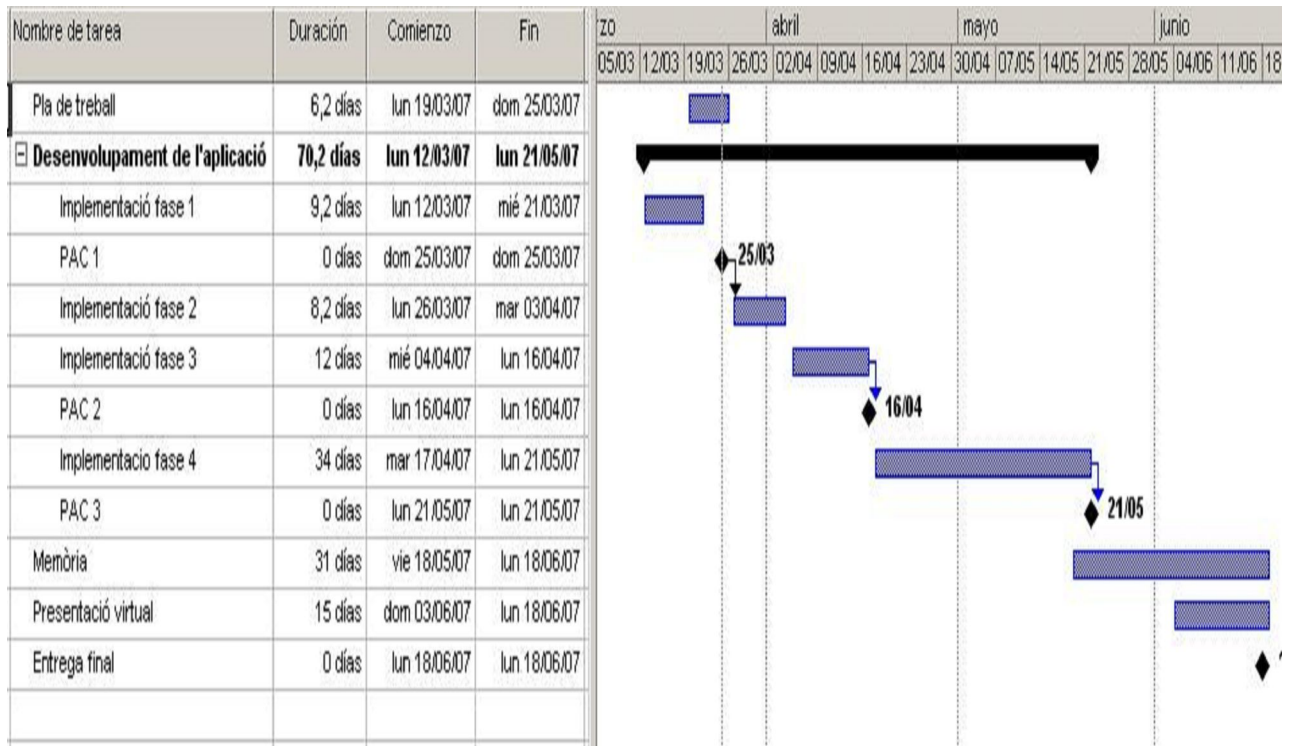 Nombre de tarea Duración Comienzo Fin zo abril mayo junio
05/03 12/03 19/03 26/03 02/04 09/04 16/04 23/04 30/04 07/05 14/05 21/05 28/05 04/06 11/06 18
Pla de treball 6,2 días lun 19/03/07 dom 25/03/07
Desenvolupament de l'aplicació 70,2 días lun 12/03/07 lun 21/05/07
Implementació fase 1 9,2 días lun 12/03/07 mié 21/03/07
PAC 1 0 días dom 25/03/07 dom 25/03/07 25/03
Implementació fase 2 8,2 días lun 26/03/07 mar 03/04/07
Implementació fase 3 12 días mié 04/04/07 lun 16/04/07
PAC 2 0 días lun 16/04/07 lun 16/04/07 16/04
Implementacio fase 4 34 días mar 17/04/07 lun 21/05/07
PAC 3 0 días lun 21/05/07 lun 21/05/07 21/05
Memòria 31 días vie 18/05/07 lun 18/06/07
Presentació virtual 15 días dom 03/06/07 lun 18/06/07
Entrega final 0 días lun 18/06/07 lun 18/06/07